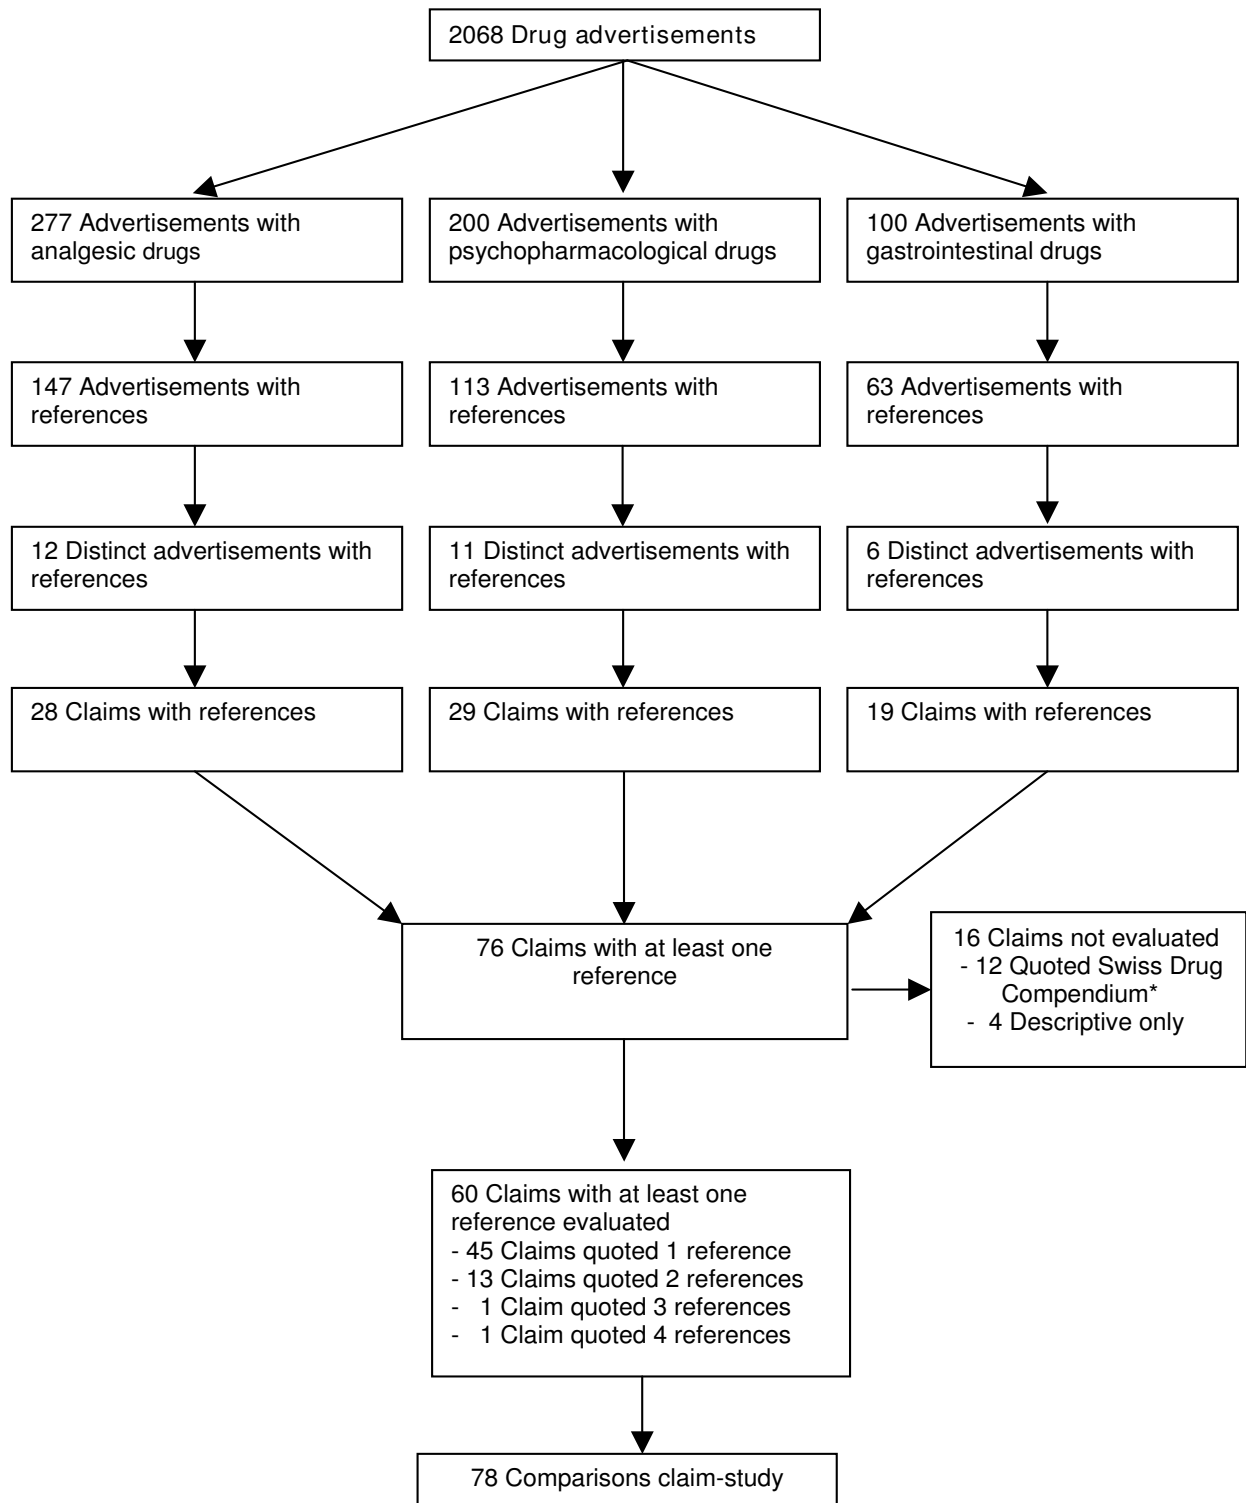 2068 Drug advertisements
277 Advertisements with
analgesic drugs
200 Advertisements with
psychopharmacological drugs
100 Advertisements with
gastrointestinal drugs
147 Advertisements with
references
113 Advertisements with
references
63 Advertisements with
references
12 Distinct advertisements with
references
11 Distinct advertisements with
references
6 Distinct advertisements with
references
28 Claims with references
29 Claims with references
19 Claims with references
76 Claims with at least one
reference
16 Claims not evaluated
- 12 Quoted Swiss Drug
Compendium*
- 4 Descriptive only
60 Claims with at least one
reference evaluated
- 45 Claims quoted 1 reference
- 13 Claims quoted 2 references
- 1 Claim quoted 3 references
- 1 Claim quoted 4 references
78 Comparisons claim-study